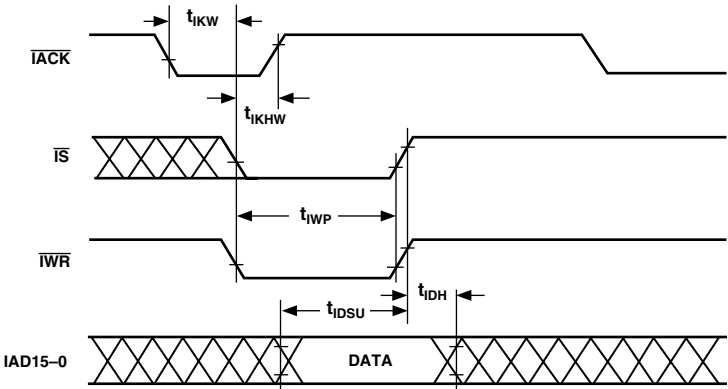 tIKW
IACK
tIKHW
IS
tIWP
IWR
tIDH
tIDSU
IAD15–0
DATA